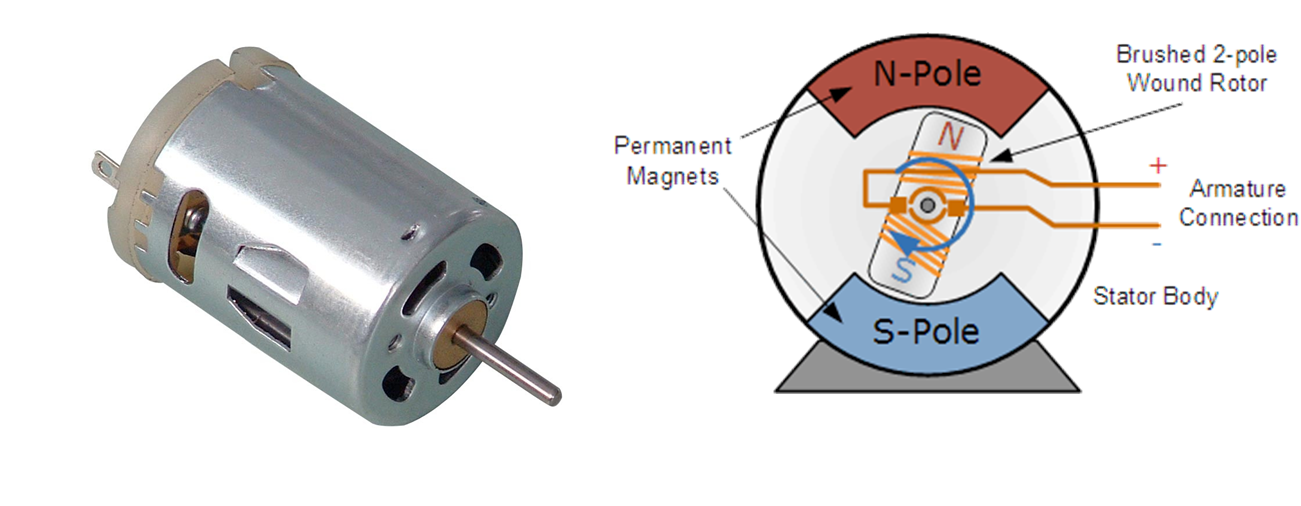 N-Pole
Brushed 2-pole
Wound Rotor
Permanent
Magnets
N
+
Armature
Connection
-
S
Stator Body
S-Pole